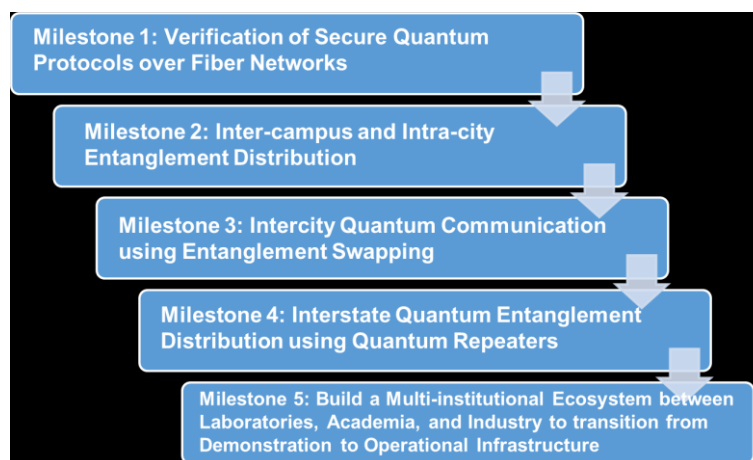 Milestone 1: Verification of Secure Quantum
Protocols over Fiber Networks
Milestone 2: Inter-campus and Intra-city
Entanglement Distribution
Milestone 3: Intercity Quantum Communication
using Entanglement Swapping
Milestone 4: Interstate Quantum Entanglement
Distribution using Quantum Repeaters
Milestone 5: Build a Multi-institutional Ecosystem between
Laboratories, Academia, and Industry to transition from
Demonstration to Operational Infrastructure